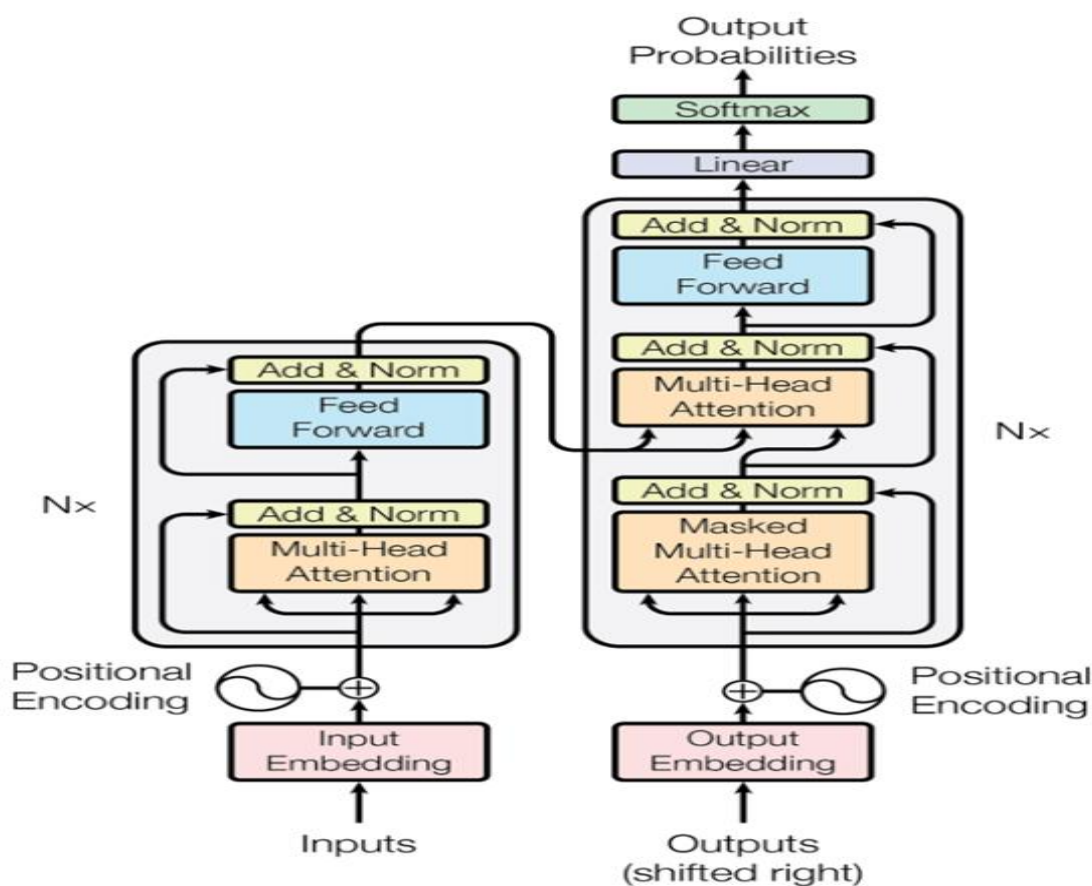 Output
Probabilities
Softmax
Linear
Add & Norm
Feed
Forward
Add & Norm
Multi-Head
Attention
Add & Norm
Masked
Multi-Head
Attention
Nx
Add & Norm
Feed
Forward
Add & Norm
Multi-Head
Attention
Nx
Positional
Encoding
Positional
Encoding
Input
Embedding
Output
Embedding
Inputs
Outputs
(shifted right)